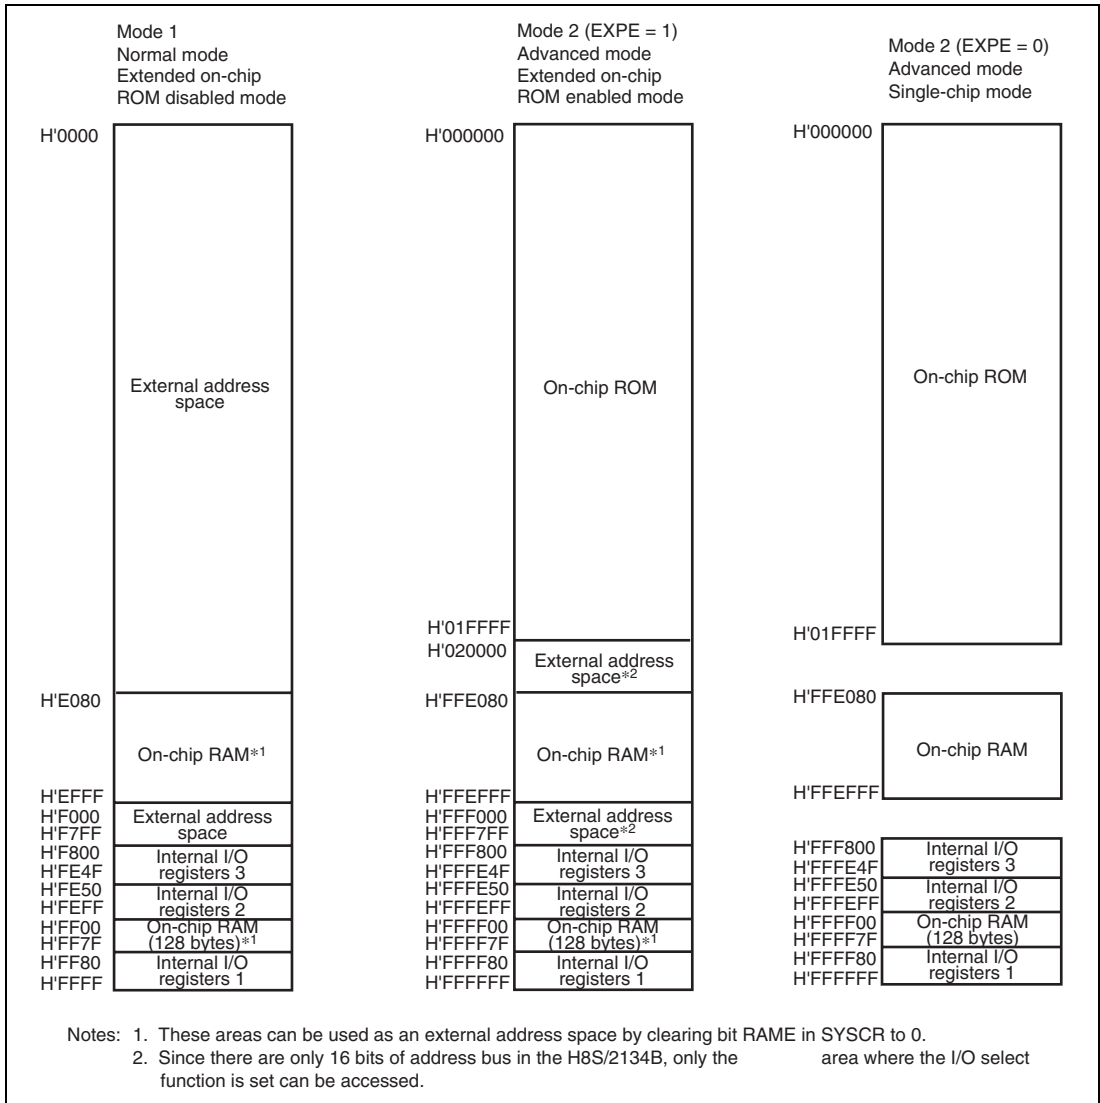 Mode 1
Normal mode
Extended on-chip
ROM disabled mode
H'0000
External address
space
H'E080
On-chip RAM*1
H'EFFF
H'F000
External address
space
H'F7FF
H'F800
Internal I/O
registers 3
H'FE4F
H'FE50
Internal I/O
registers 2
H'FEFF
H'FF00
On-chip RAM
(128 bytes)*1
H'FF7F
H'FF80
Internal I/O
registers 1
H'FFFF
Mode 2 (EXPE = 1)
Advanced mode
Extended on-chip
ROM enabled mode
H'000000
On-chip ROM
H'01FFFF
H'020000
External address
space*2
H'FFE080
On-chip RAM*1
H'FFEFFF
H'FFF000
External address
space*2
H'FFF7FF
H'FFF800
Internal I/O
registers 3
H'FFFE4F
H'FFFE50
Internal I/O
registers 2
H'FFFEFF
H'FFFF00
On-chip RAM
(128 bytes)*1
H'FFFF7F
H'FFFF80
Internal I/O
registers 1
H'FFFFFF
Mode 2 (EXPE = 0)
Advanced mode
Single-chip mode
H'000000
On-chip ROM
H'01FFFF
H'FFE080
On-chip RAM
H'FFEFFF
H'FFF800
Internal I/O
registers 3
H'FFFE4F
H'FFFE50
Internal I/O
registers 2
H'FFFEFF
H'FFFF00
On-chip RAM
(128 bytes)
H'FFFF7F
H'FFFF80
Internal I/O
registers 1
H'FFFFFF
Notes: 1. These areas can be used as an external address space by clearing bit RAME in SYSCR to 0.
2. Since there are only 16 bits of address bus in the H8S/2134B, only the area where the I/O select
function is set can be accessed.